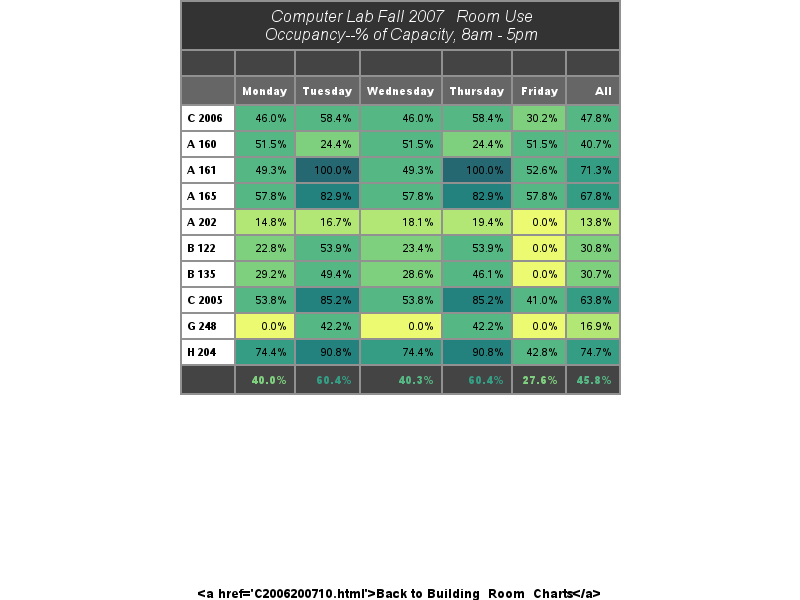 Computer Lab Fall 2007 Room Use
Occupancy--% of Capacity, 8am - 5pm
Monday Tuesday Wednesday Thursday Friday All
C 2006 46.0% 58.4% 46.0% 58.4% 30.2% 47.8%
A 160 51.5% 24.4% 51.5% 24.4% 51.5% 40.7%
A 161 49.3% 100.0% 49.3% 100.0% 52.6% 71.3%
A 165 57.8% 82.9% 57.8% 82.9% 57.8% 67.8%
A 202 14.8% 16.7% 18.1% 19.4% 0.0% 13.8%
B 122 22.8% 53.9% 23.4% 53.9% 0.0% 30.8%
B 135 29.2% 49.4% 28.6% 46.1% 0.0% 30.7%
C 2005 53.8% 85.2% 53.8% 85.2% 41.0% 63.8%
G 248 0.0% 42.2% 0.0% 42.2% 0.0% 16.9%
H 204 74.4% 90.8% 74.4% 90.8% 42.8% 74.7%
40.0% 60.4% 40.3% 60.4% 27.6% 45.8%
<a href='C2006200710.html'>Back to Building Room Charts</a>